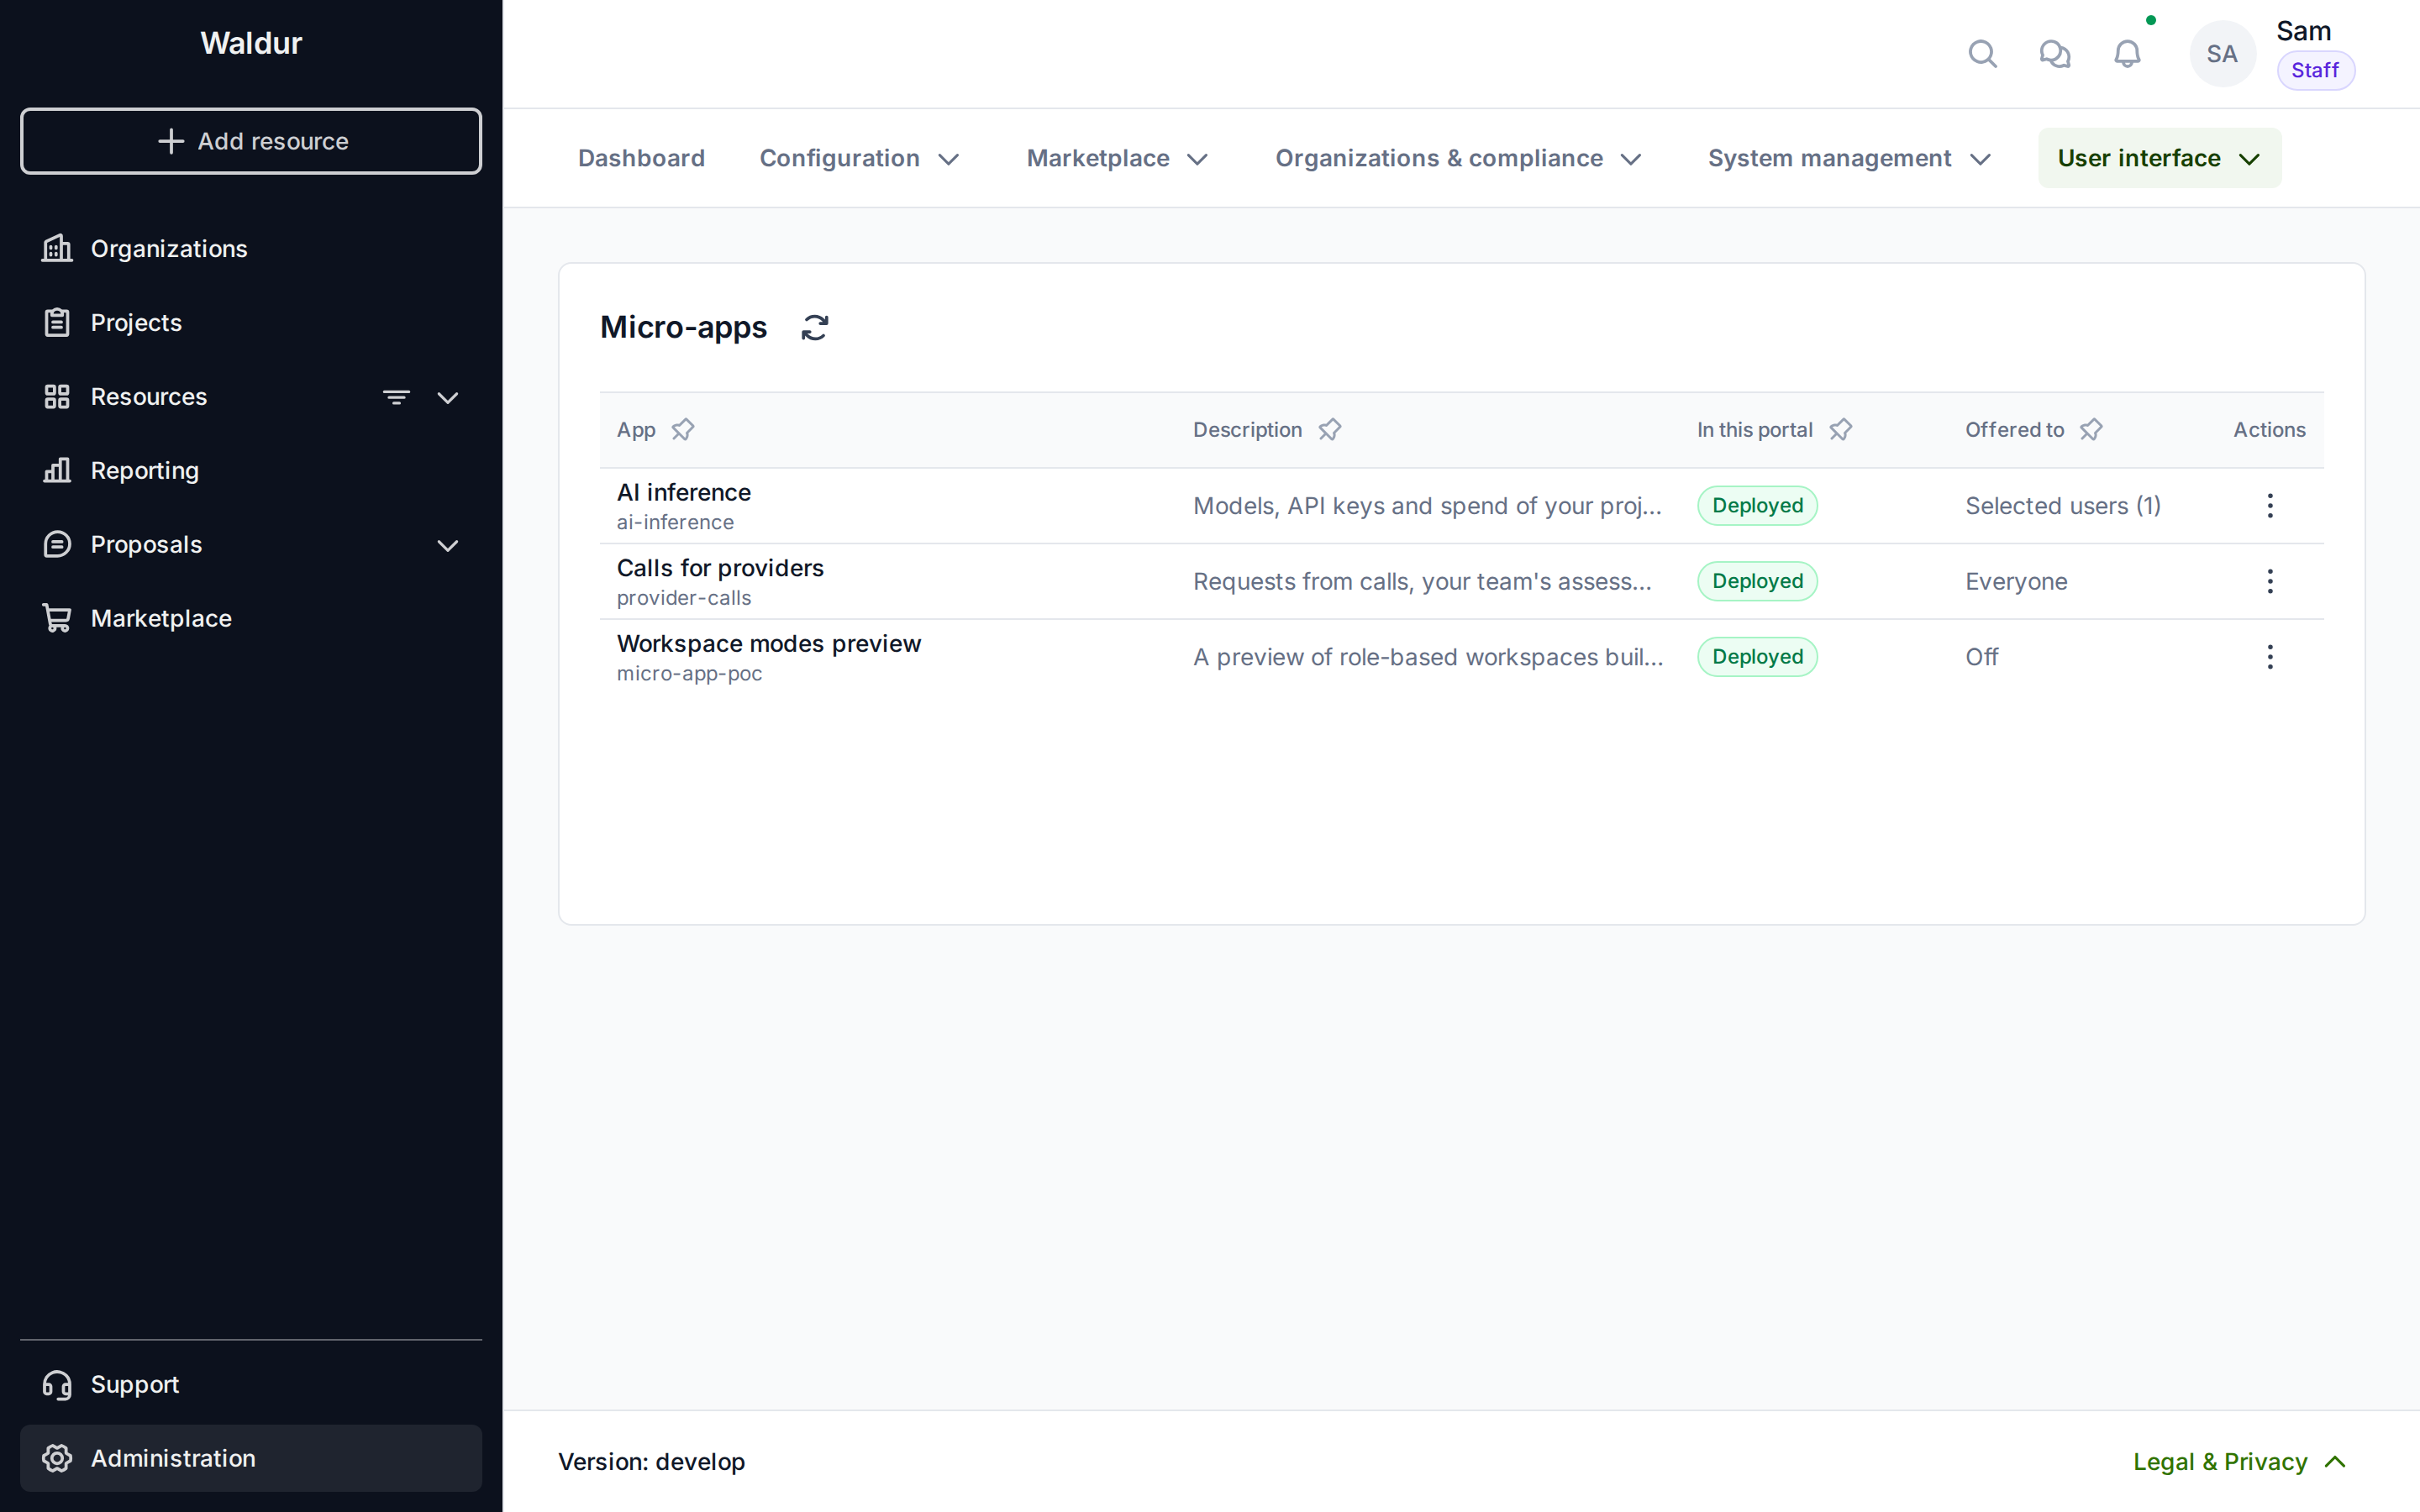 Waldur
Add resource
Organizations
Projects
Resources
Reporting
Proposals
Marketplace
Support
Administration
SA
Sam
Staff
Dashboard
Configuration
Marketplace
Organizations & compliance
System management
User interface
Micro-apps
App
Description
In this portal
Offered to
Actions
AI inference
ai-inference
Models, API keys and spend of your proj...
Deployed
Selected users (1)
Calls for providers
provider-calls
Requests from calls, your team's assess...
Deployed
Everyone
Workspace modes preview
micro-app-poc
A preview of role-based workspaces buil...
Deployed
Off
Version: develop
Legal & Privacy